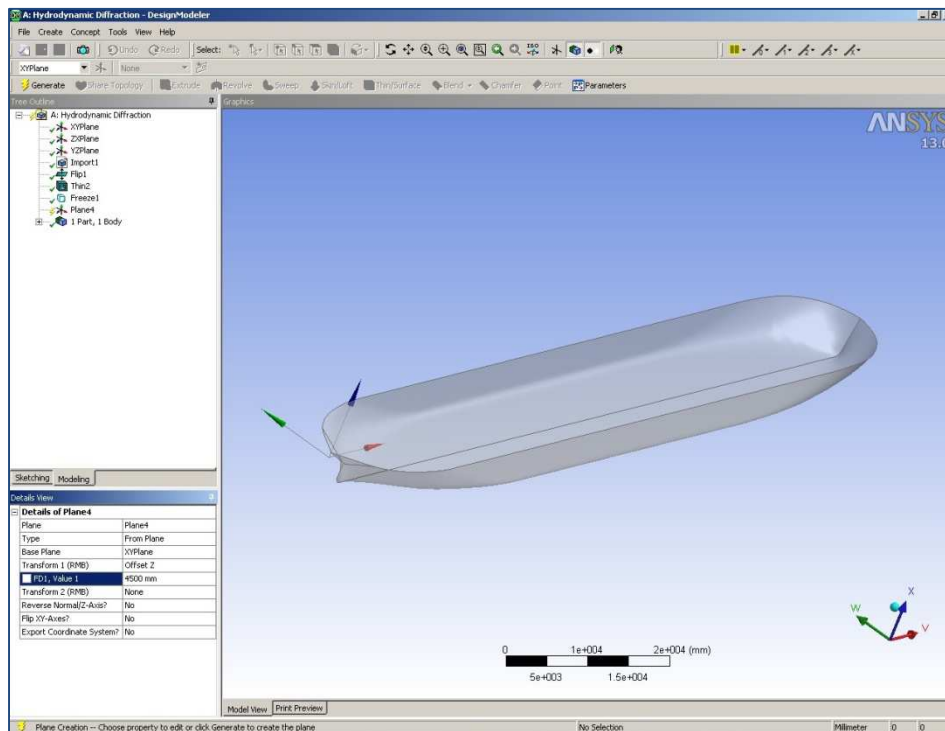 A: Hydrodynamic Diffraction - DesignModeler
File Create Concept Tools View Help
Undo Redo Select: ISO
XYPlane None
Generate Share Topology Extrude Revolve Sweep Skin/Loft Thin/Surface Blend Chamfer Point Parameters
Tree Outline
Graphics
A: Hydrodynamic Diffraction
XYPlane
ZXPlane
YZPlane
Import1
Flip1
Thin2
Freeze1
Plane4
1 Part, 1 Body
ANSYS
13.0
Sketching Modeling
Details View
Details of Plane4
Plane Plane4
Type From Plane
Base Plane XYPlane
Transform 1 (RMB) Offset Z
FD1, Value 1 4500 mm
Transform 2 (RMB) None
Reverse Normal/Z-Axis? No
Flip XY-Axes? No
Export Coordinate System? No
X
W
V
0 1e+004 2e+004 (mm)
5e+003 1.5e+004
Model View Print Preview
Plane Creation -- Choose property to edit or click Generate to create the plane No Selection Millimeter 0 0